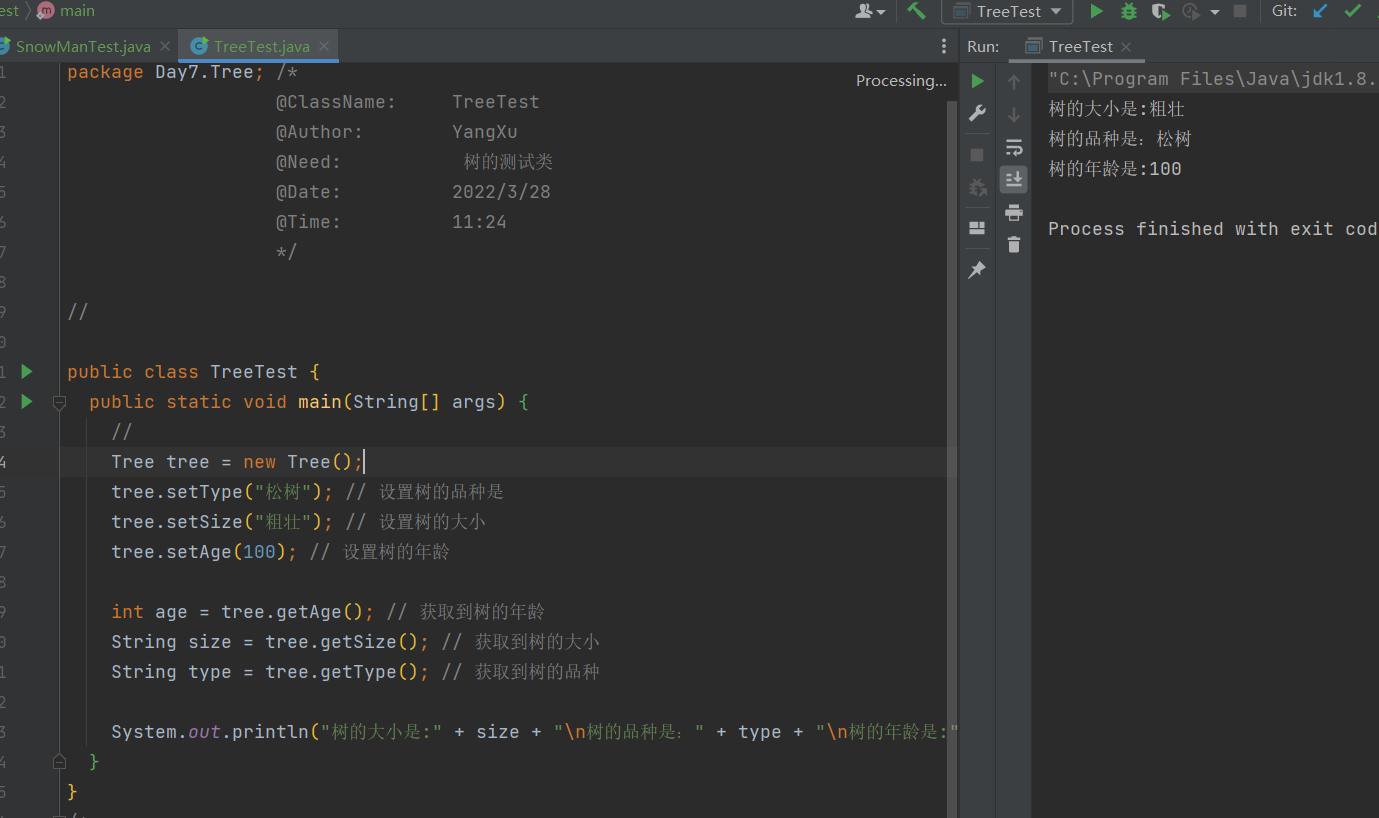 est > m main
TreeTest
Git:
SnowManTest.java
TreeTest.java
Run:
TreeTest
Processing...
package Day7.Tree; /*
@ClassName: TreeTest
@Author: YangXu
@Need: 树的测试类
@Date: 2022/3/28
@Time: 11:24
*/
//
public class TreeTest {
public static void main(String[] args) {
//
Tree tree = new Tree();
tree.setType("松树"); // 设置树的品种是
tree.setSize("粗壮"); // 设置树的大小
tree.setAge(100); // 设置树的年龄
int age = tree.getAge(); // 获取到树的年龄
String size = tree.getSize(); // 获取到树的大小
String type = tree.getType(); // 获取到树的品种
System.out.println("树的大小是:" + size + "\n树的品种是：" + type + "\n树的年龄是:"
}
}
"C:\Program Files\Java\jdk1.8.
树的大小是:粗壮
树的品种是：松树
树的年龄是:100
Process finished with exit cod